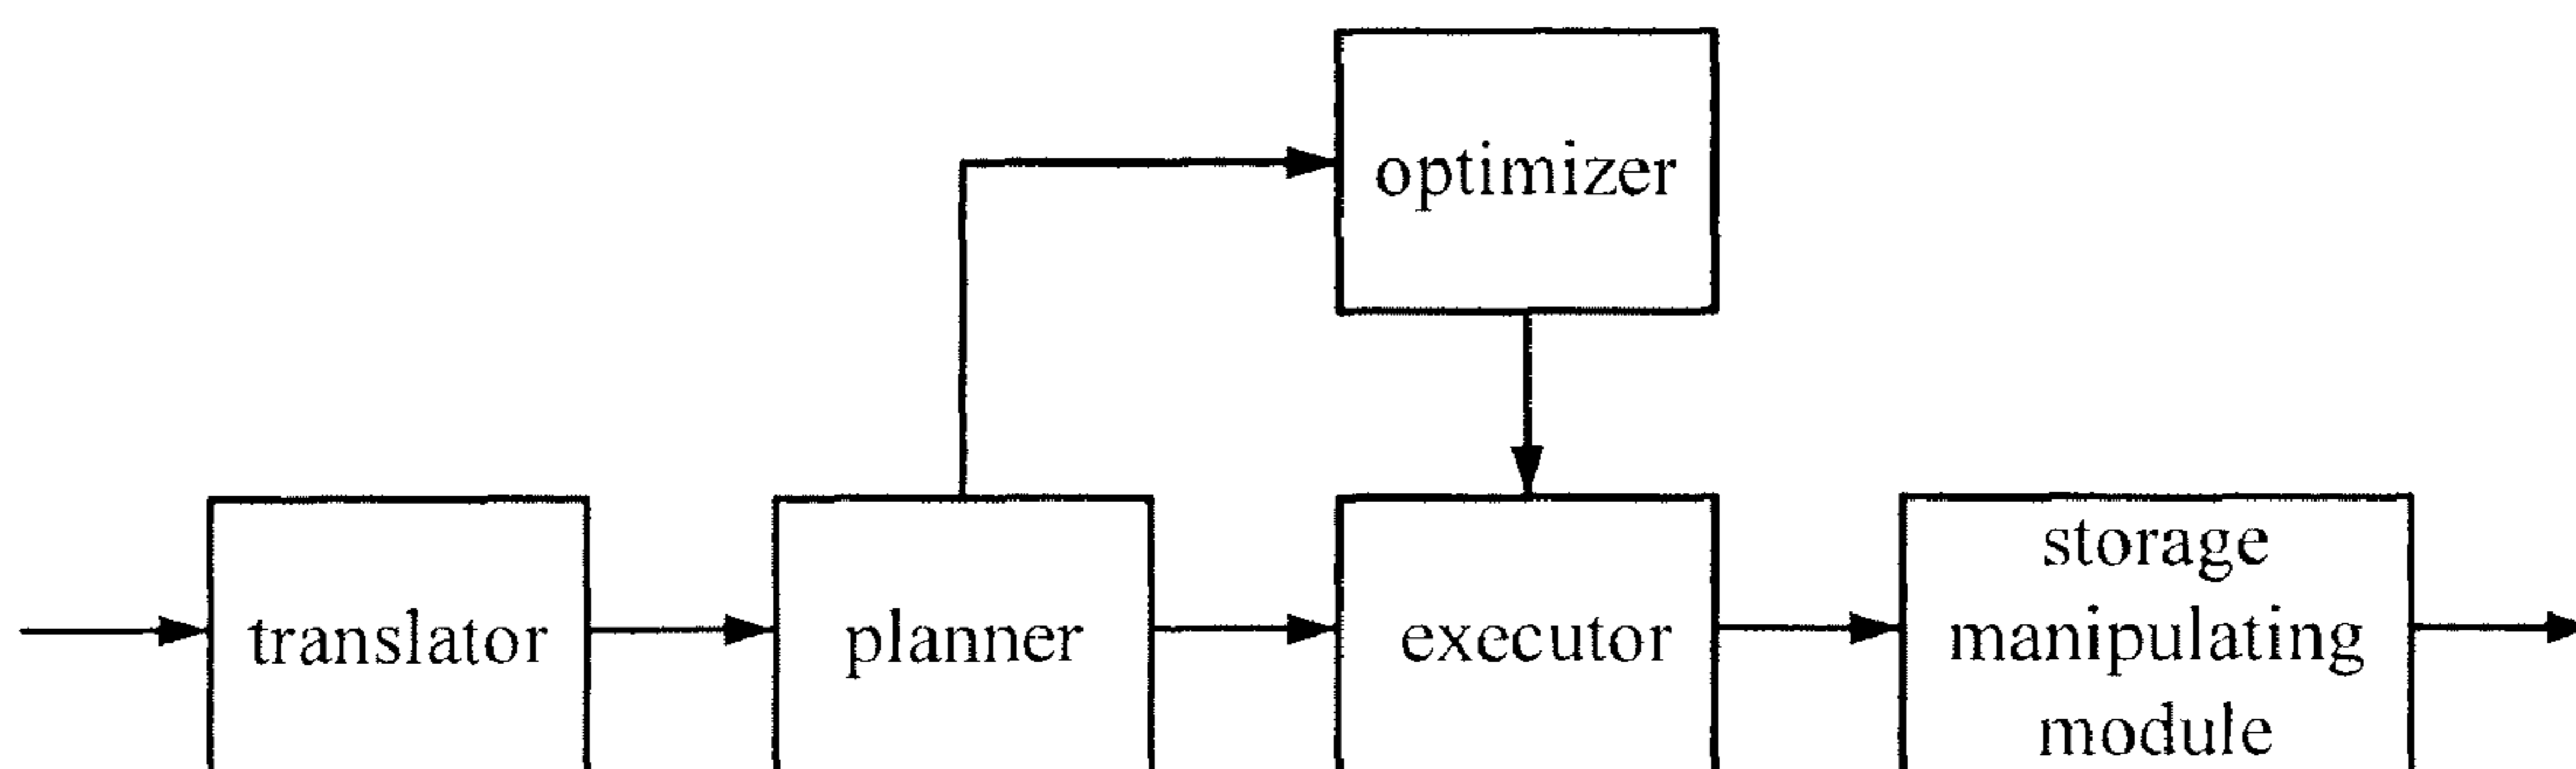 optimizer
translator
planner
executor
storage
manipulating
module